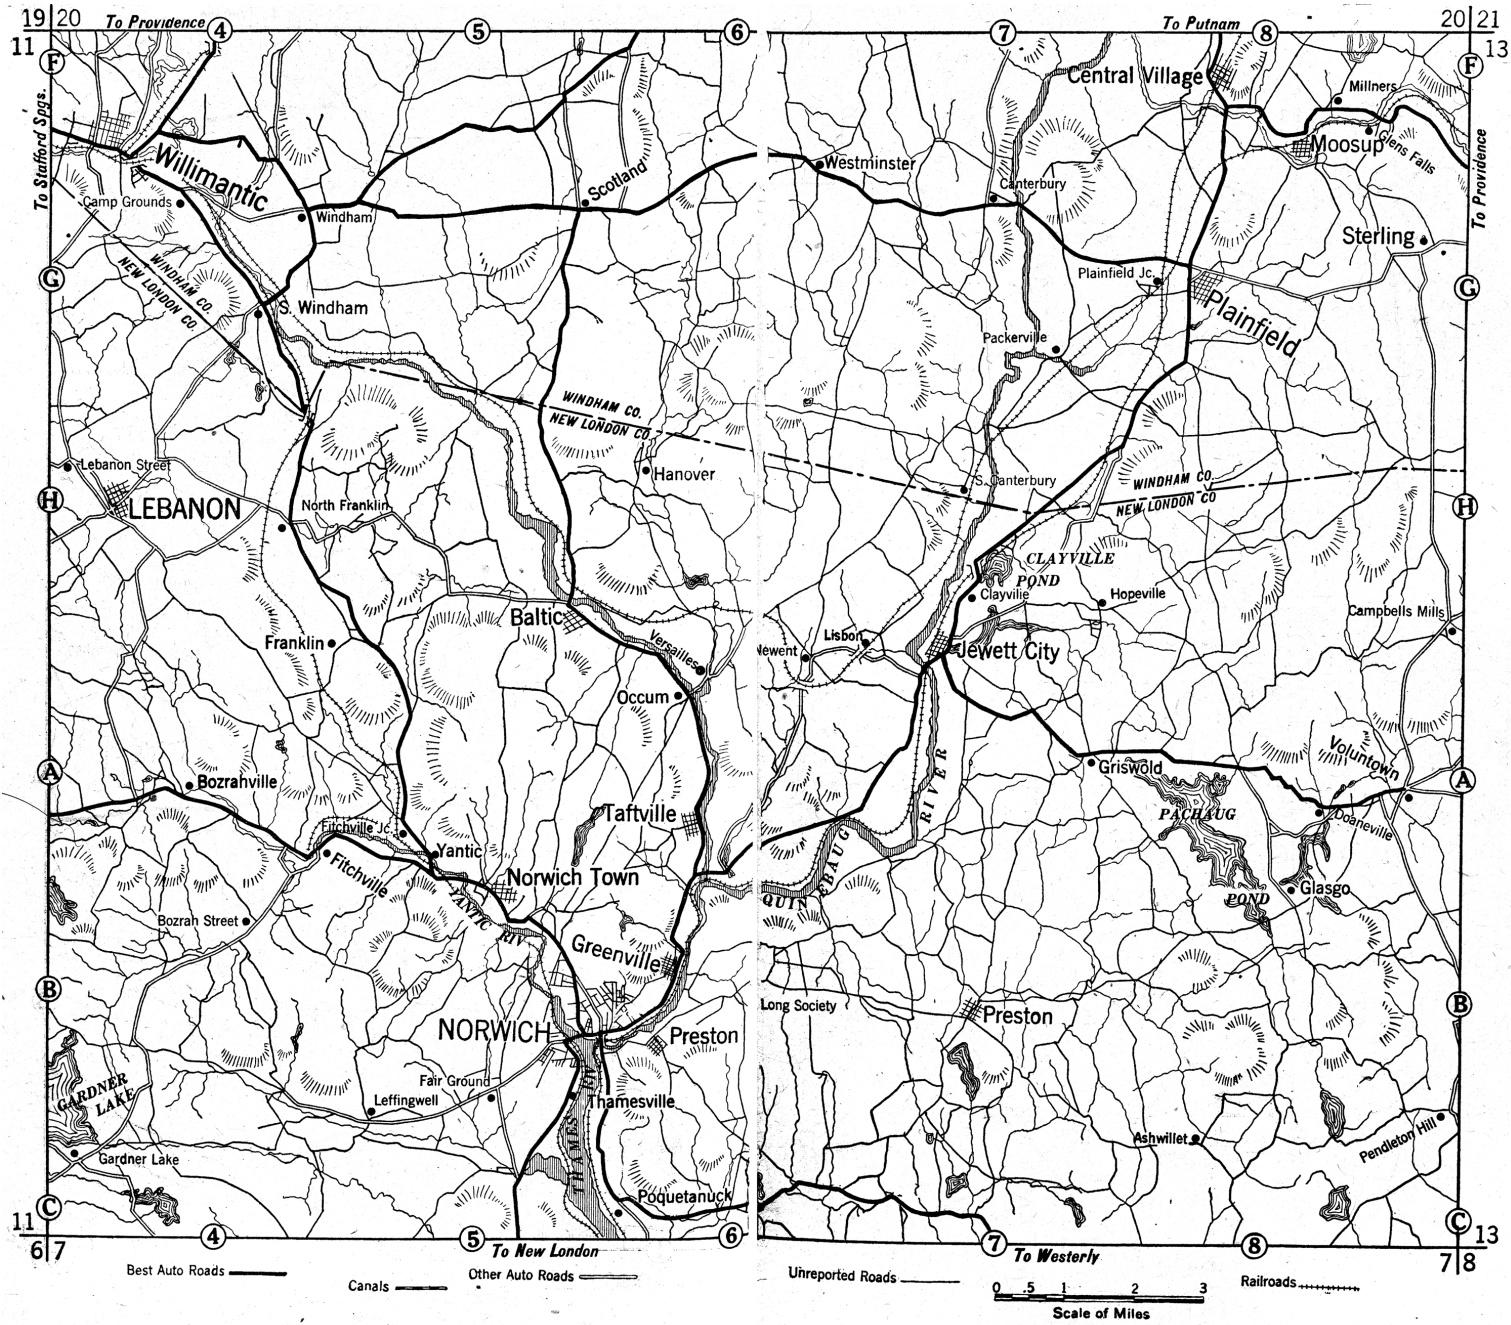 19|20
To Providence
4
5
6
7
To Putnam
8
20|21
11
13
F
F
To Stafford Spgs.
Central Village
Millners
Moosup
Glens Falls
To Providence
Willimantic
Westminster
Scotland
Canterbury
Camp Grounds
Windham
Sterling
G
WINDHAM CO.
NEW LONDON CO.
Plainfield Jc.
G
S. Windham
Plainfield
Packerville
WINDHAM CO.
NEW LONDON CO.
Lebanon Street
Hanover
S. Canterbury
WINDHAM CO.
NEW LONDON CO
H
LEBANON
North Franklin
H
CLAYVILLE
POND
Clayville
Hopeville
Baltic
Campbells Mills
Franklin
Versailles
Lisbon
Newent
Jewett City
Occum
A
Bozrahville
Griswold
Voluntown
A
Taftville
RIVER
PACHAUG
POND
Doaneville
Fitchville Jc.
Yantic
Fitchville
Norwich Town
QUINEBAUG
Glasgo
YANTIC RIV
Bozrah Street
Greenville
B
Long Society
Preston
B
NORWICH
Preston
GARDNER
LAKE
Fair Ground
Leffingwell
Thamesville
THAMES RIV
Ashwillet
Pendleton Hill
Gardner Lake
Poquetanuck
C
C
11
13
4
5
To New London
6
7
To Westerly
8
6|7
7|8
Best Auto Roads
Canals
Other Auto Roads
Unreported Roads
0 .5 1 2 3
Scale of Miles
Railroads